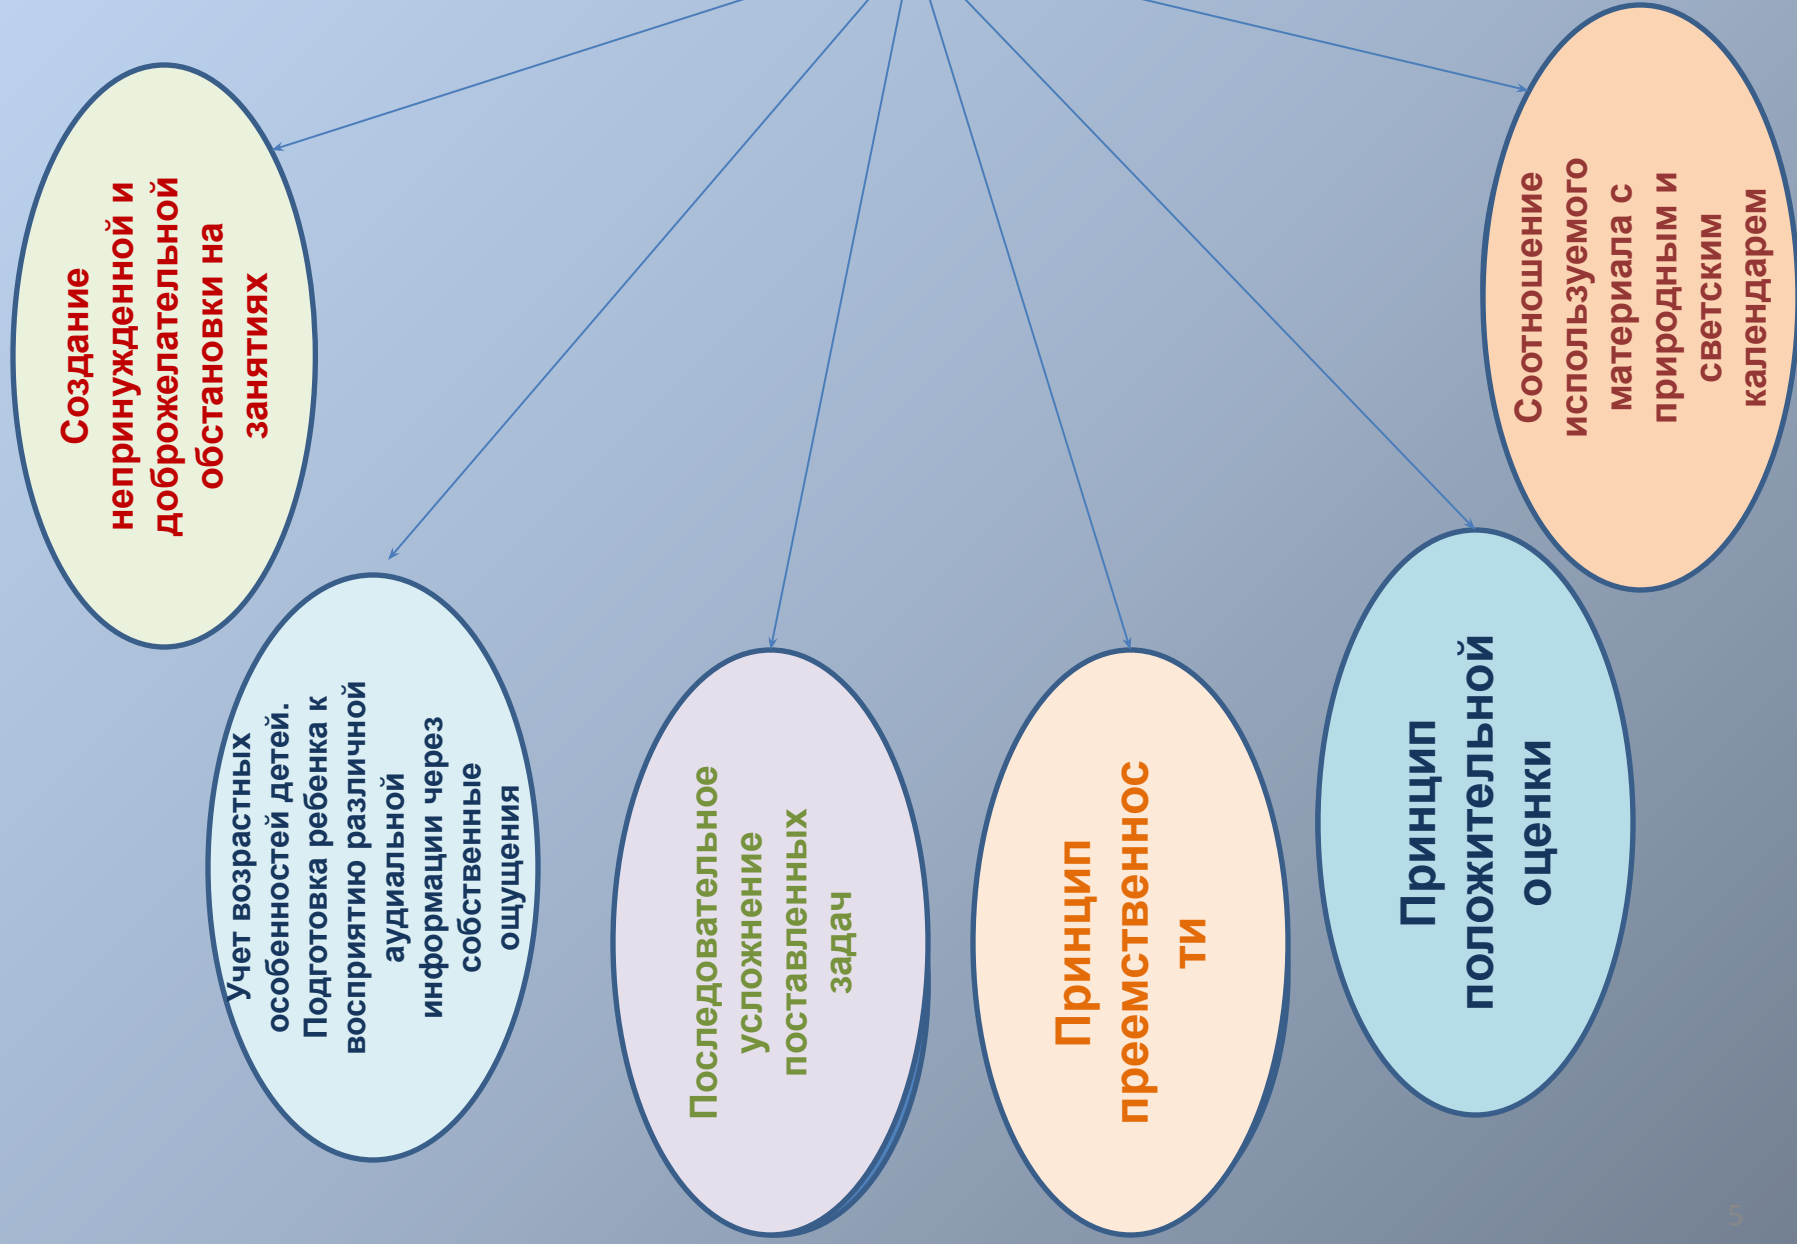 Создание
непринужденной и
доброжелательной
обстановки на
занятиях
Учет возрастных
особенностей детей.
Подготовка ребенка к
восприятию различной
аудиальной
информации через
собственные
ощущения
Последовательное
усложнение
поставленных
задач
Принцип
преемственнос
ти
Принцип
положительной
оценки
Соотношение
используемого
материала с
природным и
светским
календарем
5